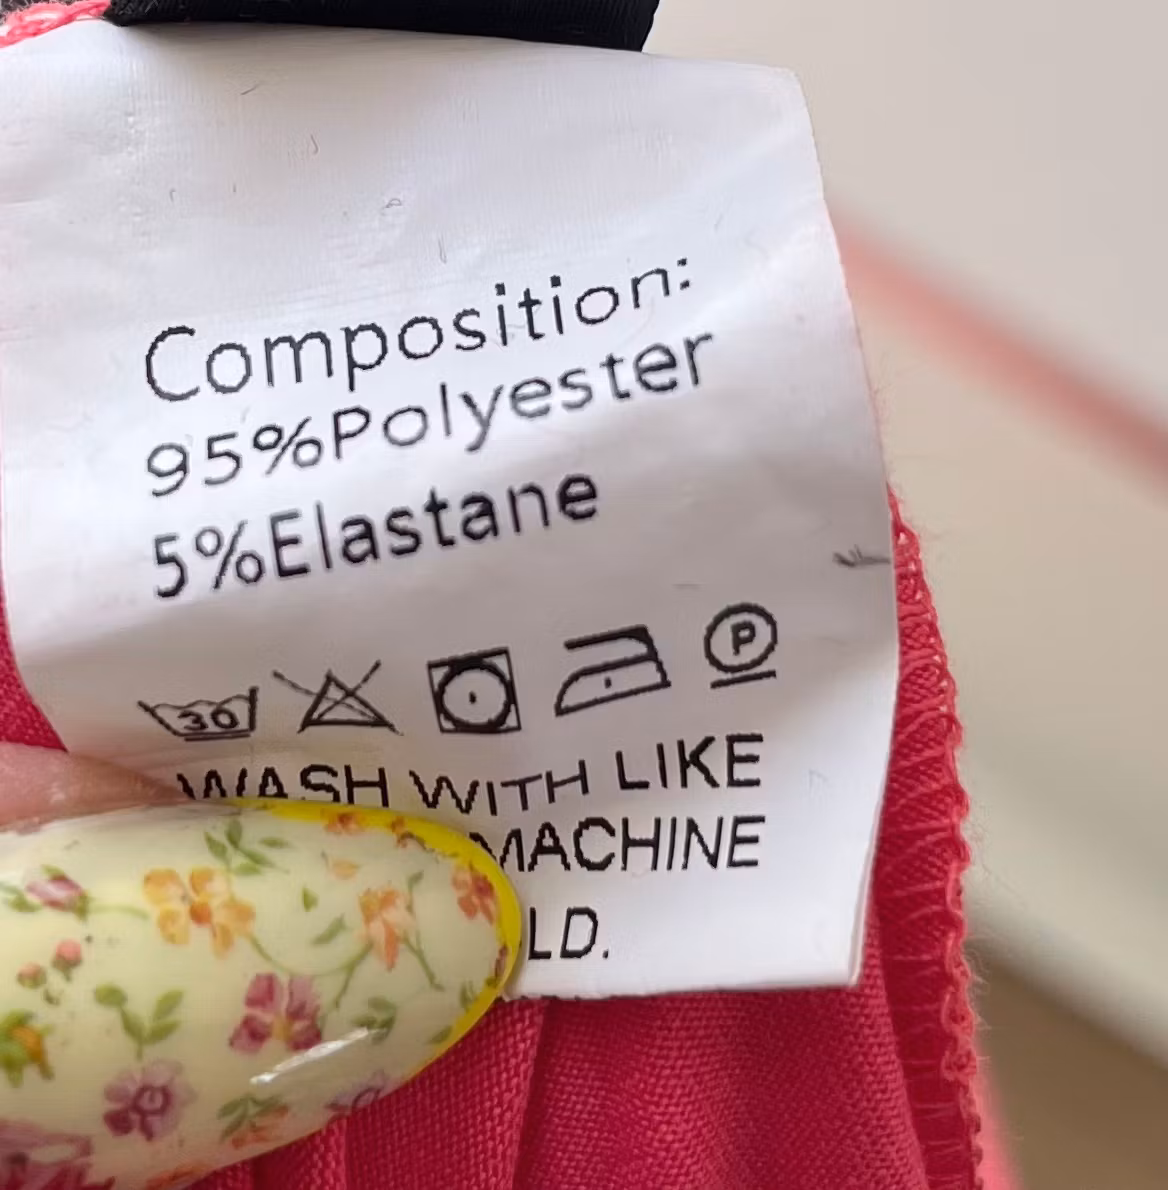 Composition:
95%Polyester
5%Elastane
30 P
WASH WITH LIKE
MACHINE
LD.